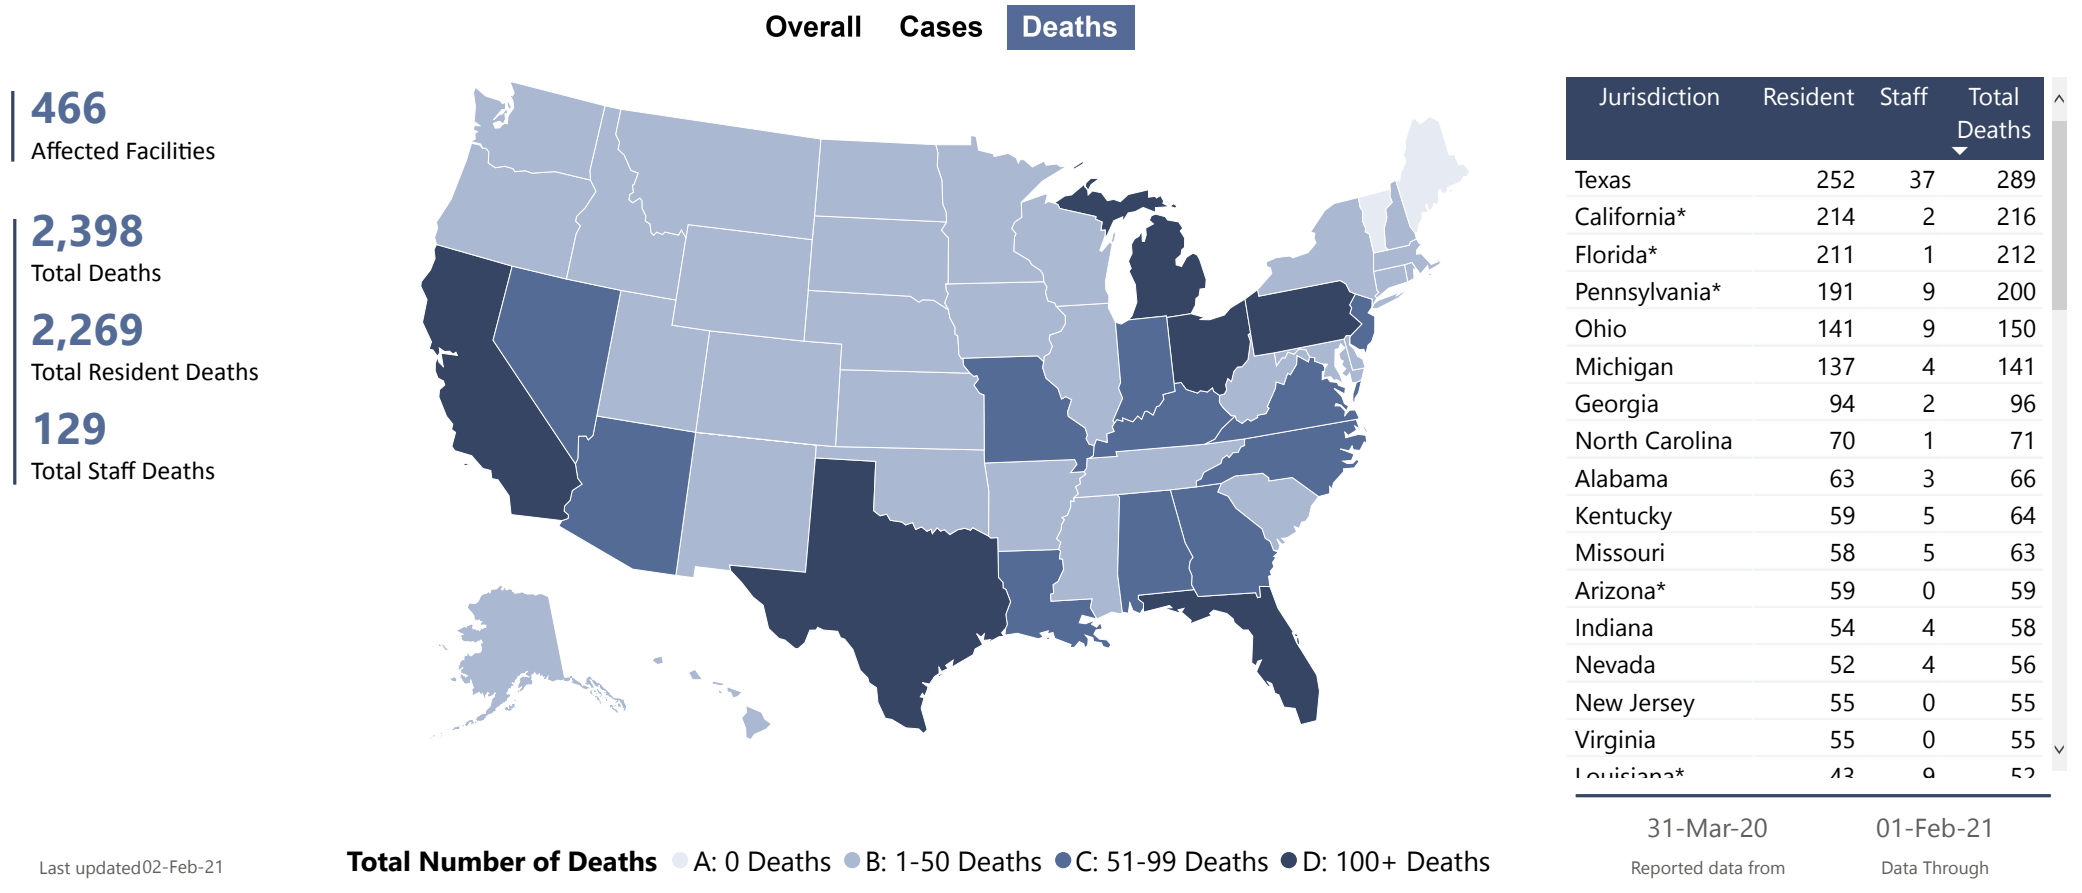 Overall Cases Deaths
466
Affected Facilities
2,398
Total Deaths
2,269
Total Resident Deaths
129
Total Staff Deaths
Jurisdiction Resident Staff Total Deaths
Texas 252 37 289
California* 214 2 216
Florida* 211 1 212
Pennsylvania* 191 9 200
Ohio 141 9 150
Michigan 137 4 141
Georgia 94 2 96
North Carolina 70 1 71
Alabama 63 3 66
Kentucky 59 5 64
Missouri 58 5 63
Arizona* 59 0 59
Indiana 54 4 58
Nevada 52 4 56
New Jersey 55 0 55
Virginia 55 0 55
Louisiana* 43 9 52
31-Mar-20 01-Feb-21
Reported data from Data Through
Total Number of Deaths A: 0 Deaths B: 1-50 Deaths C: 51-99 Deaths D: 100+ Deaths
Last updated 02-Feb-21